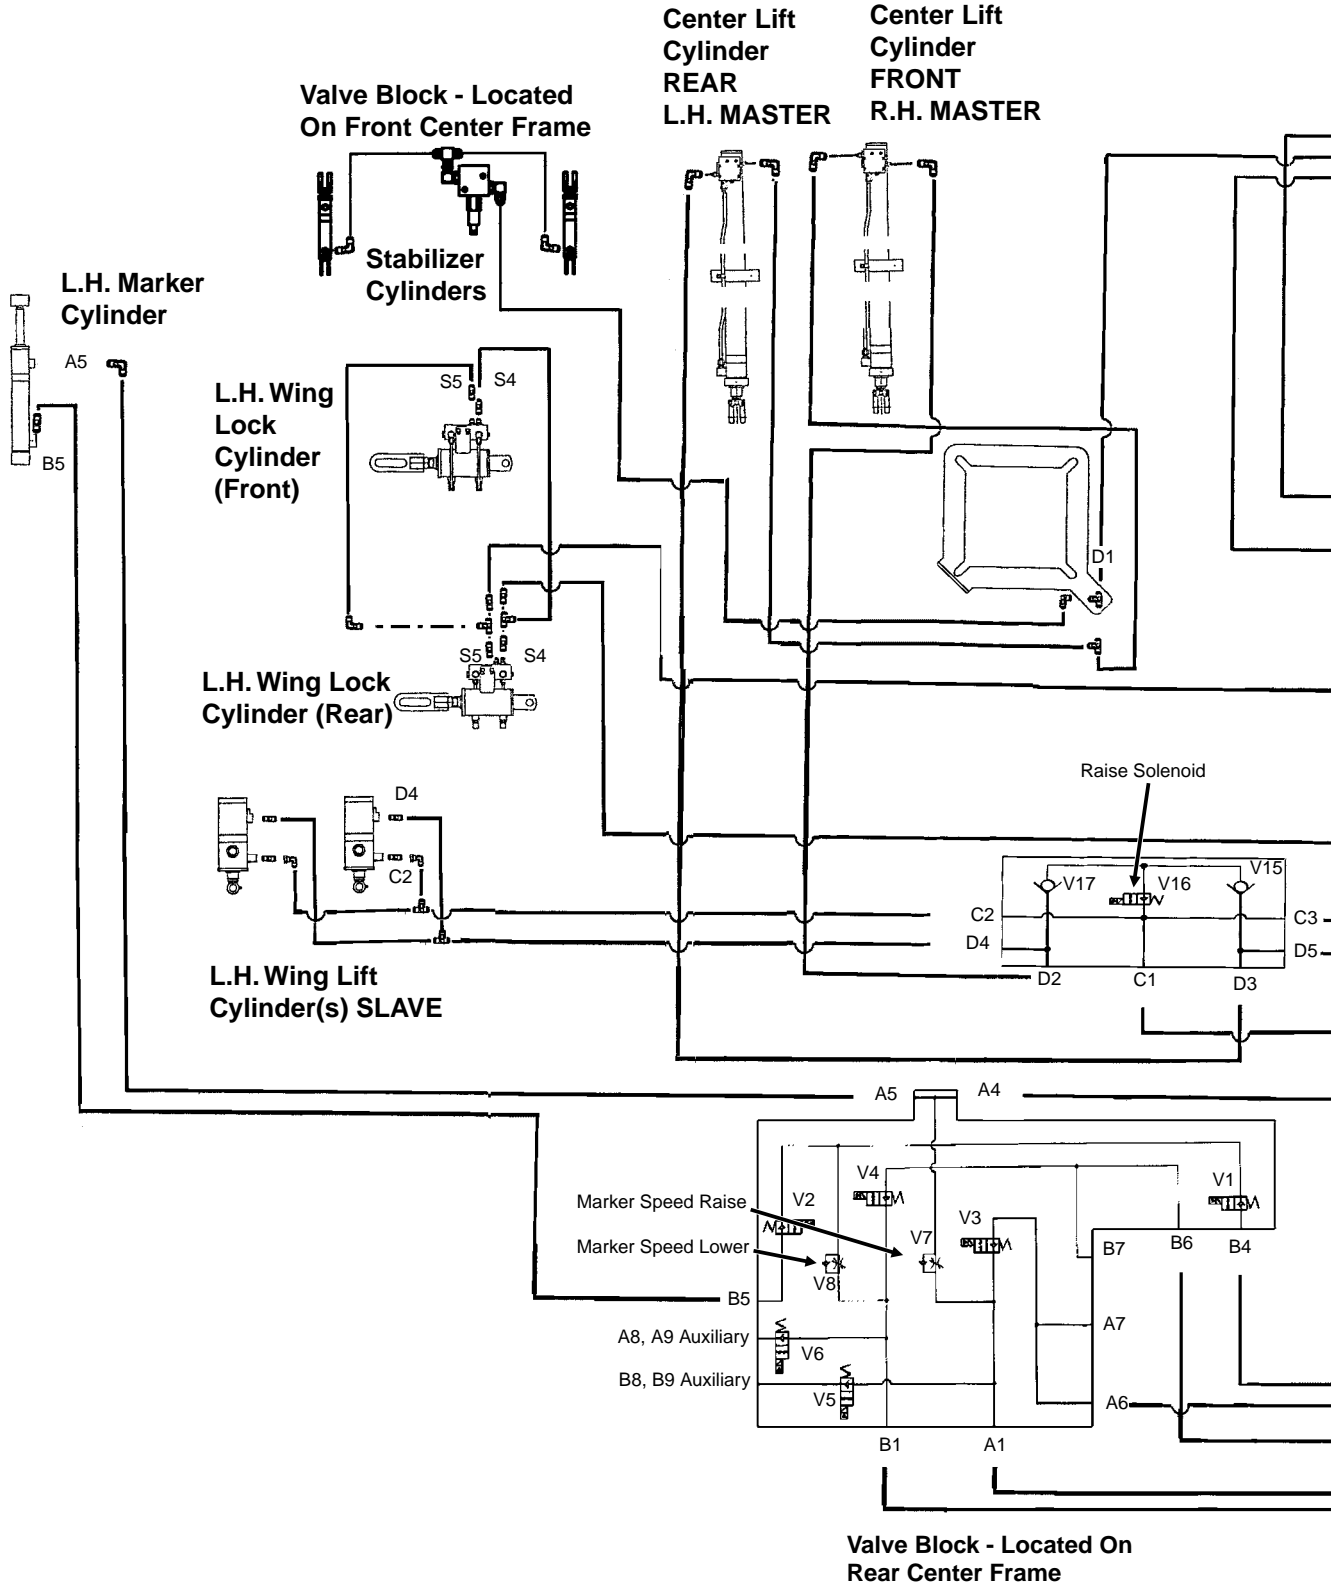 Center Lift
Cylinder
REAR
L.H. MASTER
Center Lift
Cylinder
FRONT
R.H. MASTER
Valve Block - Located
On Front Center Frame
Stabilizer
Cylinders
L.H. Marker
Cylinder
A5
B5
S5
S4
L.H. Wing
Lock
Cylinder
(Front)
D1
S5
S4
L.H. Wing Lock
Cylinder (Rear)
Raise Solenoid
D4
C2
V17
V16
V15
C2
C3
D4
D5
D2
C1
D3
L.H. Wing Lift
Cylinder(s) SLAVE
A5
A4
V4
V1
V2
Marker Speed Raise
V3
V7
Marker Speed Lower
B7
B6
B4
V8
B5
A7
A8, A9 Auxiliary
V6
B8, B9 Auxiliary
V5
A6
B1
A1
Valve Block - Located On
Rear Center Frame